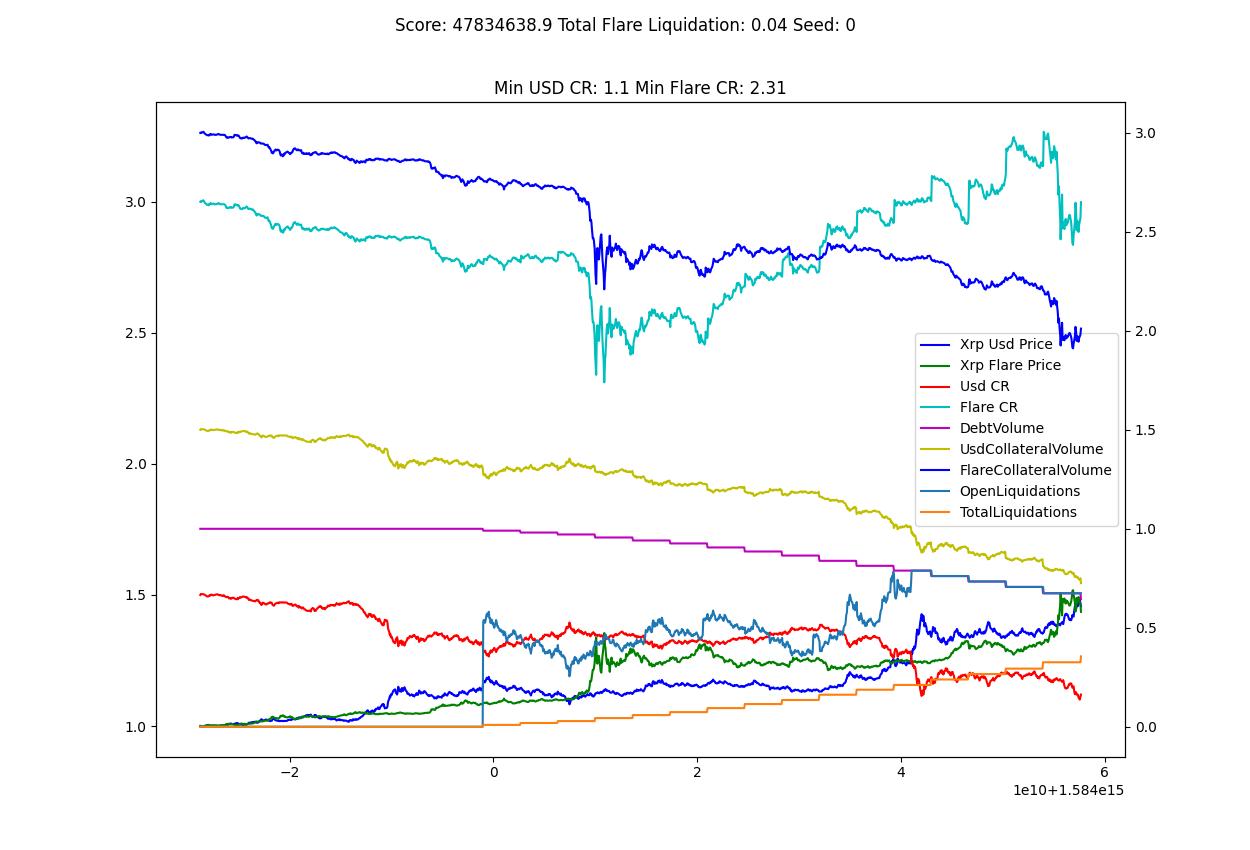 Score: 47834638.9 Total Flare Liquidation: 0.04 Seed: 0
Min USD CR: 1.1 Min Flare CR: 2.31
3.0
2.5
2.0
1.5
1.0
3.0
2.5
2.0
1.5
1.0
0.5
0.0
Xrp Usd Price
Xrp Flare Price
Usd CR
Flare CR
DebtVolume
UsdCollateralVolume
FlareCollateralVolume
OpenLiquidations
TotalLiquidations
−2 0 2 4 6
1e10+1.584e15